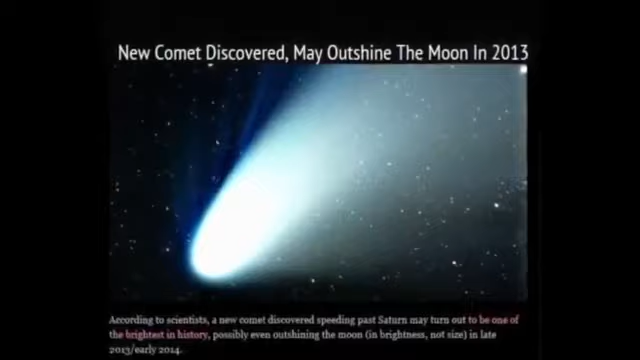 New Comet Discovered, May Outshine The Moon In 2013
According to scientists, a new comet discovered speeding past Saturn may turn out to be one of
the brightest in history, possibly even outshining the moon (in brightness, not size) in late
2013/early 2014.